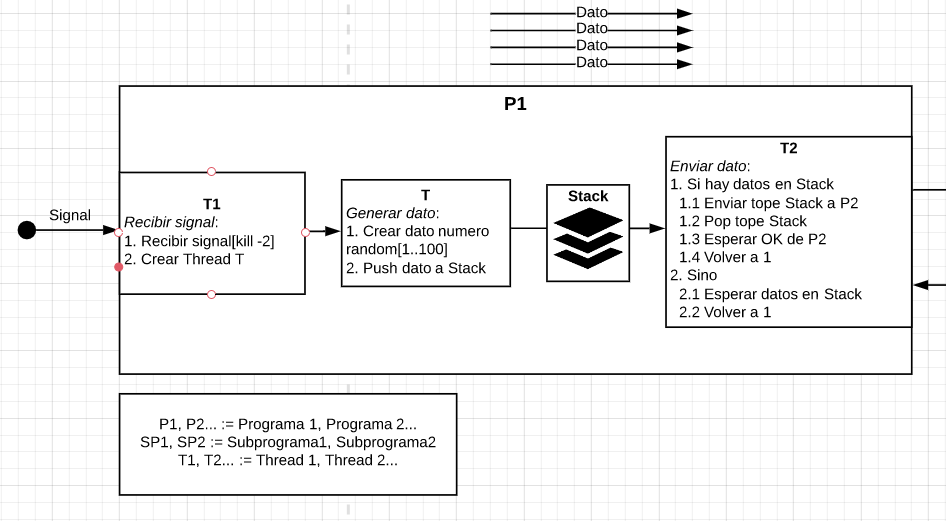 Dato
Dato
Dato
Dato
P1
Signal
T1
Recibir signal:
1. Recibir signal[kill -2]
2. Crear Thread T
T
Generar dato:
1. Crear dato numero
random[1..100]
2. Push dato a Stack
Stack
T2
Enviar dato:
1. Si hay datos en Stack
1.1 Enviar tope Stack a P2
1.2 Pop tope Stack
1.3 Esperar OK de P2
1.4 Volver a 1
2. Sino
2.1 Esperar datos en Stack
2.2 Volver a 1
P1, P2... := Programa 1, Programa 2...
SP1, SP2 := Subprograma1, Subprograma2
T1, T2... := Thread 1, Thread 2...